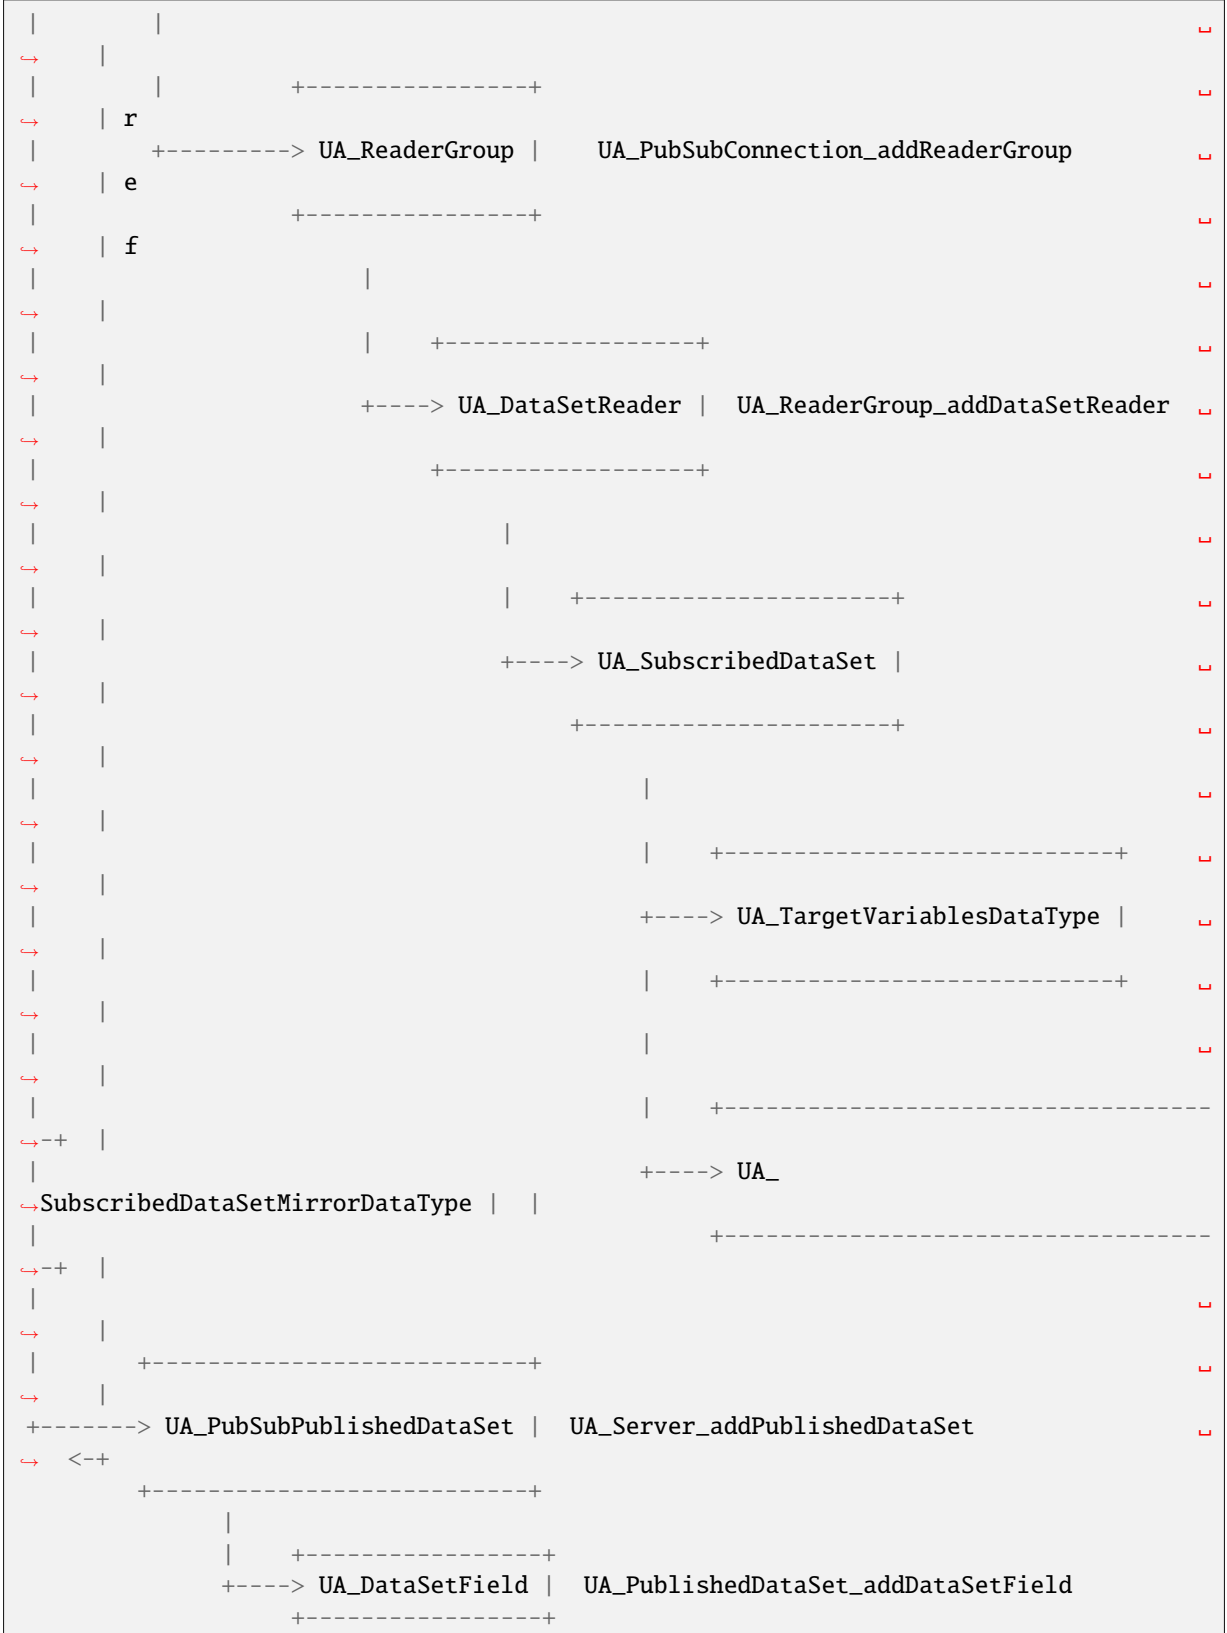 |         |                                                                                   ␣
↪    |
|         |         +----------------+                                                  ␣
↪    | r
|         +---------> UA_ReaderGroup |    UA_PubSubConnection_addReaderGroup         ␣
↪    | e
|                   +----------------+                                                  ␣
↪    | f
|                        |                                                           ␣
↪    |
|                        |    +------------------+                                   ␣
↪    |
|                        +----> UA_DataSetReader |  UA_ReaderGroup_addDataSetReader  ␣
↪    |
|                             +------------------+                                   ␣
↪    |
|                                  |                                                 ␣
↪    |
|                                  |    +----------------------+                     ␣
↪    |
|                                  +----> UA_SubscribedDataSet |                     ␣
↪    |
|                                       +----------------------+                     ␣
↪    |
|                                            |                                       ␣
↪    |
|                                            |    +----------------------------+     ␣
↪    |
|                                            +----> UA_TargetVariablesDataType |     ␣
↪    |
|                                            |    +----------------------------+     ␣
↪    |
|                                            |                                       ␣
↪    |
|                                            |    +----------------------------------
↪-+  |
|                                            +----> UA_
↪SubscribedDataSetMirrorDataType |  |
|                                                 +----------------------------------
↪-+  |
|                                                                                    ␣
↪    |
|        +---------------------------+                                               ␣
↪    |
+-------> UA_PubSubPublishedDataSet |  UA_Server_addPublishedDataSet                ␣
↪  <-+
        +---------------------------+
              |
              |    +-----------------+
              +----> UA_DataSetField |  UA_PublishedDataSet_addDataSetField
                   +-----------------+